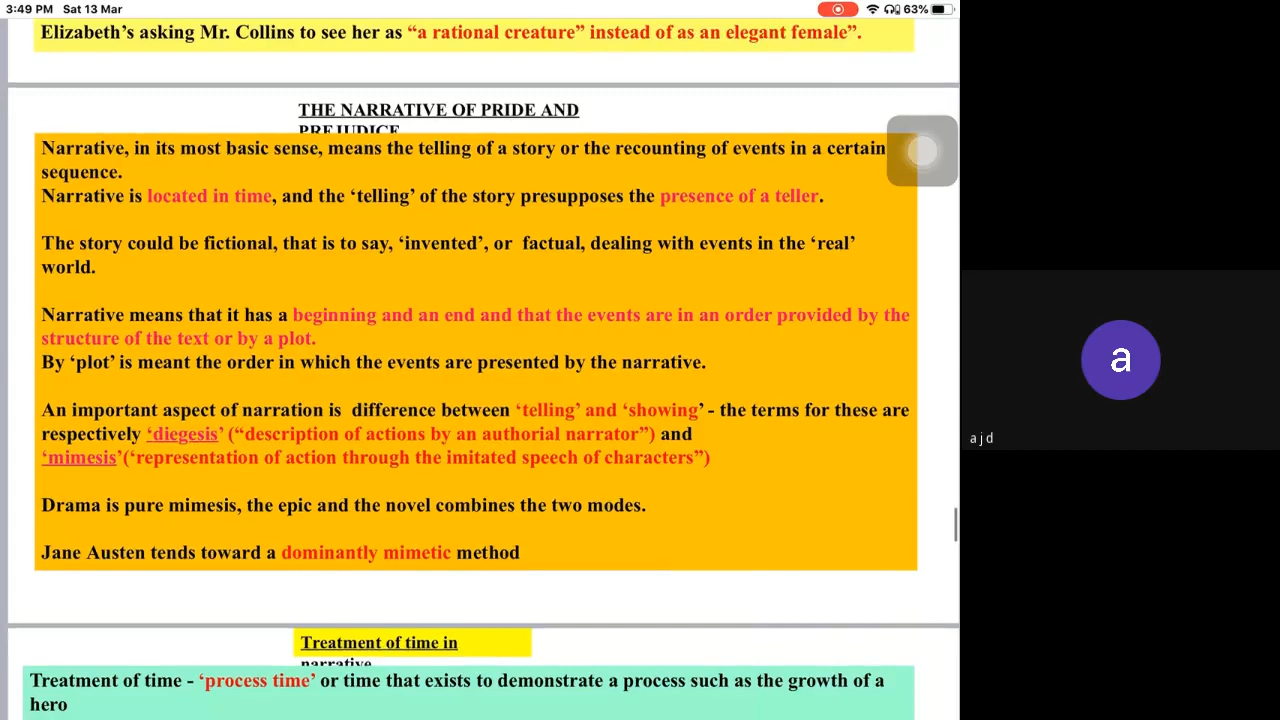 3:49 PM Sat 13 Mar
63%
Elizabeth’s asking Mr. Collins to see her as “a rational creature” instead of as an elegant female”.
THE NARRATIVE OF PRIDE AND
PREJUDICE
Narrative, in its most basic sense, means the telling of a story or the recounting of events in a certain
sequence.
Narrative is located in time, and the ‘telling’ of the story presupposes the presence of a teller.
The story could be fictional, that is to say, ‘invented’, or factual, dealing with events in the ‘real’
world.
Narrative means that it has a beginning and an end and that the events are in an order provided by the
structure of the text or by a plot.
By ‘plot’ is meant the order in which the events are presented by the narrative.
An important aspect of narration is difference between ‘telling’ and ‘showing’ - the terms for these are
respectively ‘diegesis’ (“description of actions by an authorial narrator”) and
‘mimesis’(‘representation of action through the imitated speech of characters”)
Drama is pure mimesis, the epic and the novel combines the two modes.
Jane Austen tends toward a dominantly mimetic method
Treatment of time in
narrative
Treatment of time - ‘process time’ or time that exists to demonstrate a process such as the growth of a
hero
a
a j d